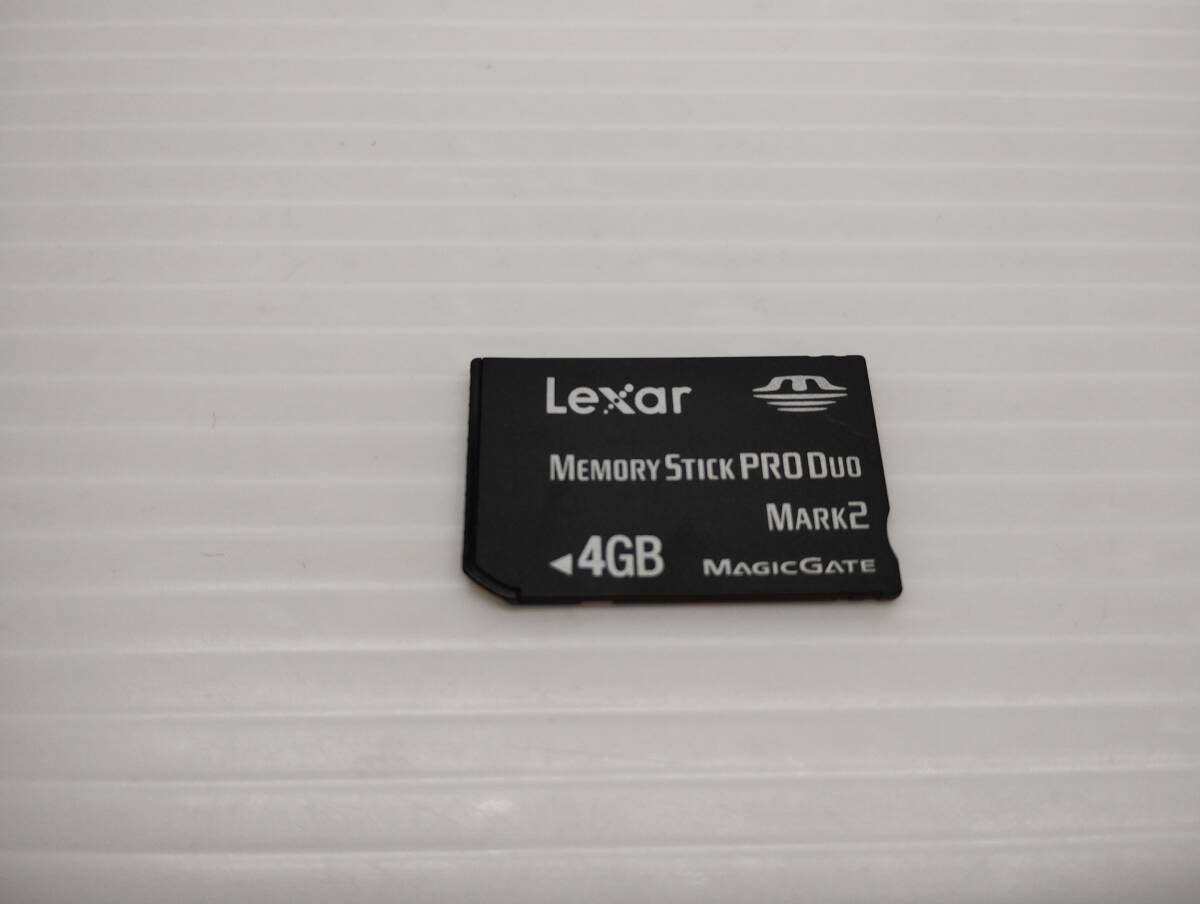 Lexar
MEMORY STICK PRO DUO
MARK2
◄4GB MAGICGATE